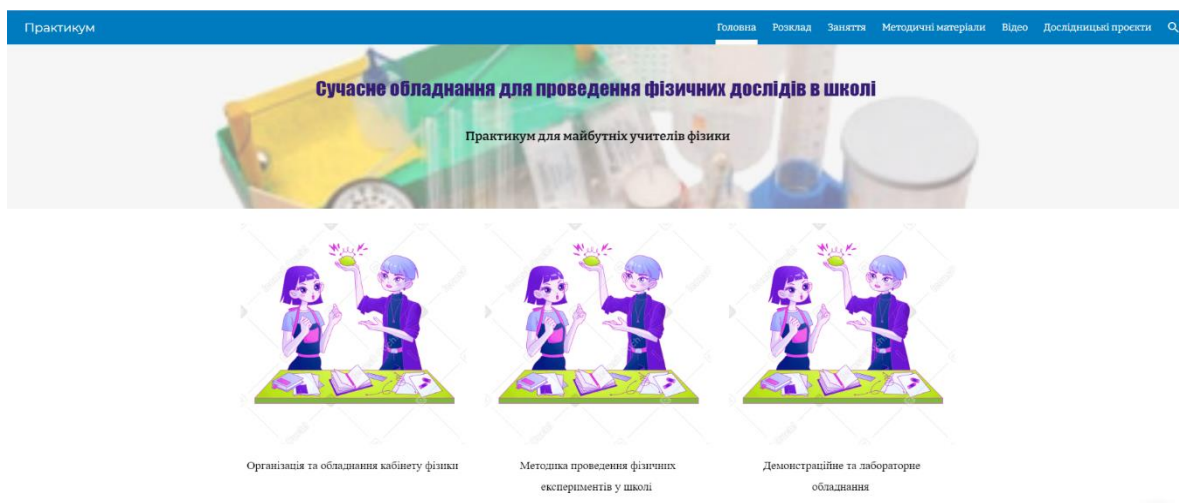 Практикум
Головна Розклад Заняття Методичні матеріали Відео Дослідницькі проєкти
Сучасне обладнання для проведення фізичних дослідів в школі
Практикум для майбутніх учителів фізики
Організація та обладнання кабінету фізики
Методика проведення фізичних
експериментів у школі
Демонстраційне та лабораторне
обладнання